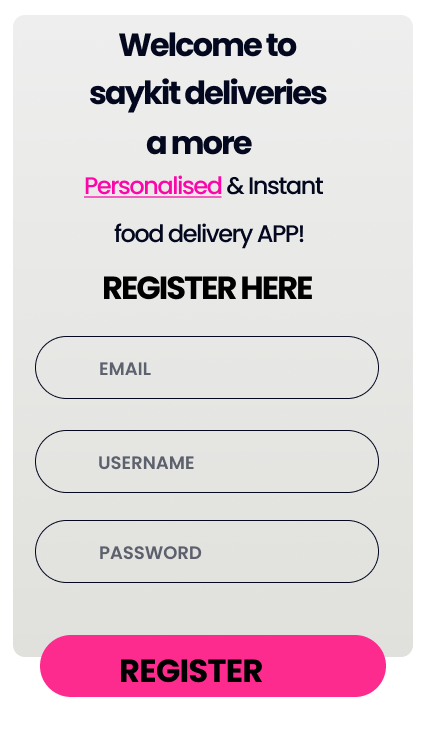 Welcome to
saykit deliveries
a more
Personalised & Instant
food delivery APP!
REGISTER HERE
EMAIL
USERNAME
PASSWORD
REGISTER